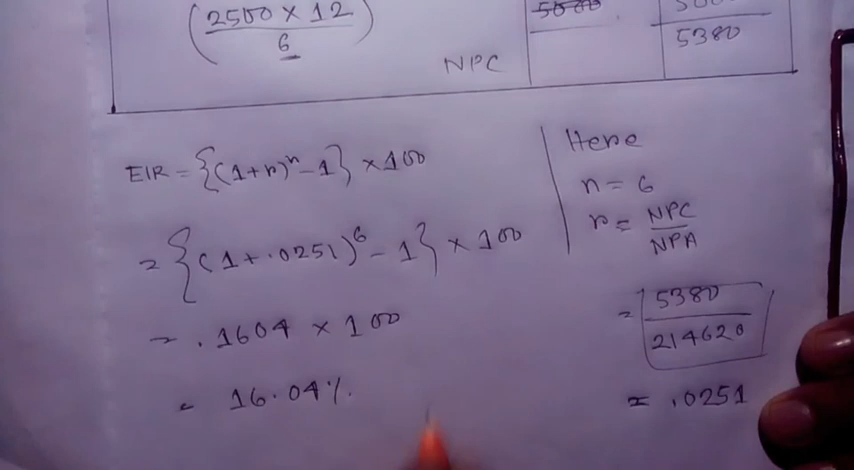 (2500 × 12 / 6)
5000
5380
NPC
EIR = {(1+r)ⁿ - 1} × 100
= {(1 + .0251)⁶ - 1} × 100
= .1604 × 100
= 16.04%.
Here
n = 6
r = NPC / NPA
= 5380 / 214620
= .0251